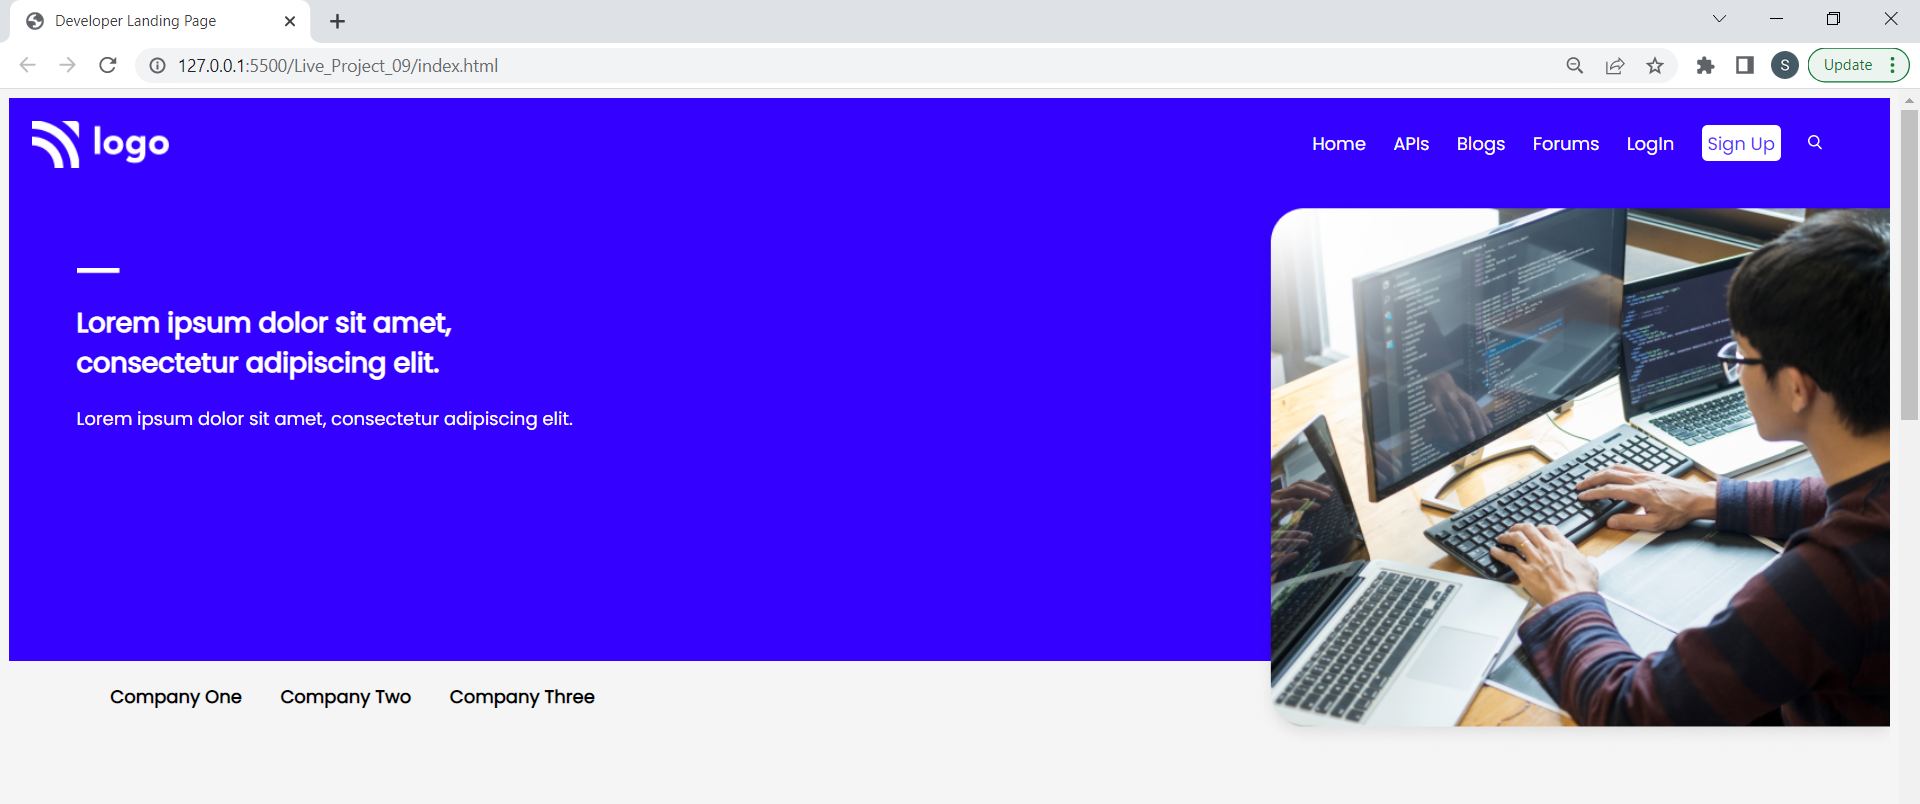 Developer Landing Page
127.0.0.1:5500/Live_Project_09/index.html
S
Update
logo
Home
APIs
Blogs
Forums
LogIn
Sign Up
Lorem ipsum dolor sit amet,
consectetur adipiscing elit.
Lorem ipsum dolor sit amet, consectetur adipiscing elit.
Company One
Company Two
Company Three